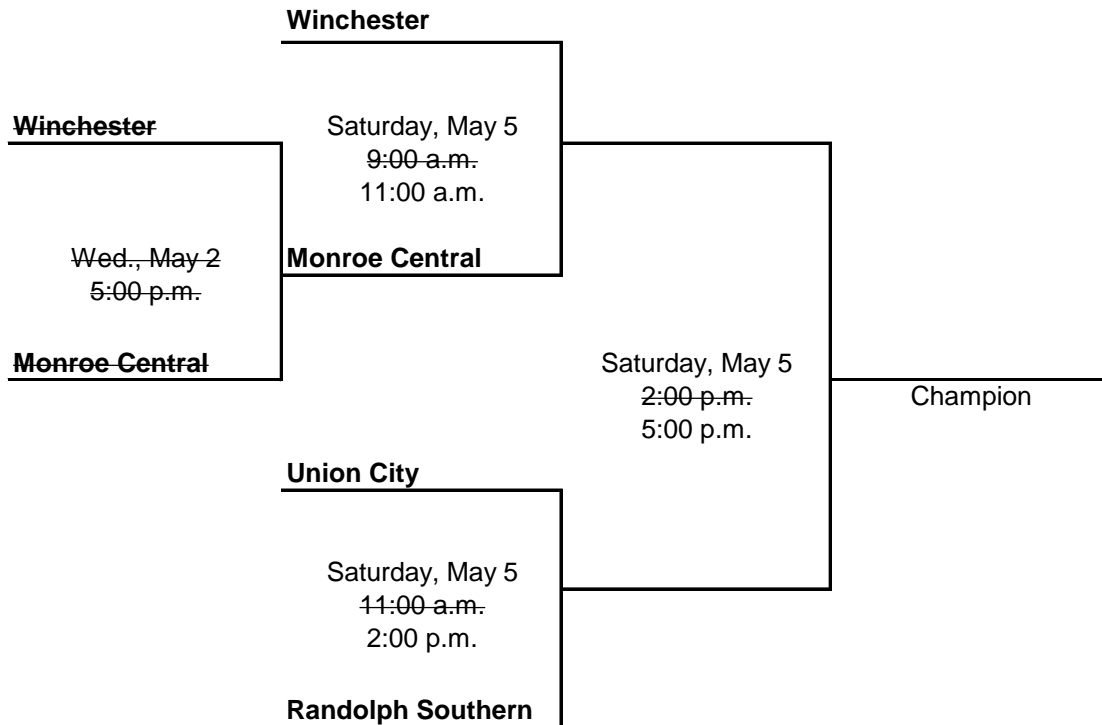 Winchester
Winchester
Saturday, May 5
9:00 a.m.
11:00 a.m.
Wed., May 2
5:00 p.m.
Monroe Central
Monroe Central
Saturday, May 5
2:00 p.m.
5:00 p.m.
Champion
Union City
Saturday, May 5
11:00 a.m.
2:00 p.m.
Randolph Southern